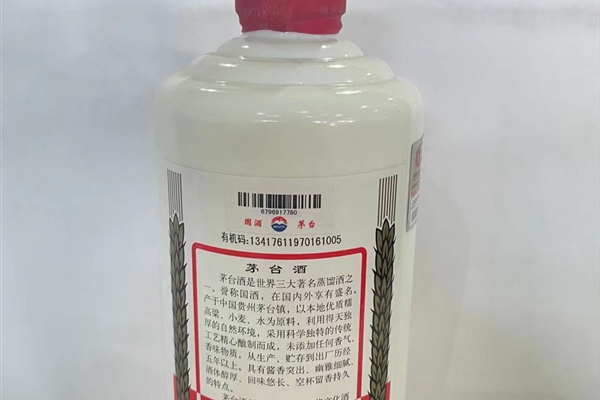 6796917780
国酒 茅台
有机码:13417611970161005
茅台酒
茅台酒是世界三大著名蒸馏酒之
一，誉称国酒，在国内外享有盛名。
产于中国贵州茅台镇，以本地优质糯
高粱、小麦、水为原料，利用得天独
厚的自然环境，采用科学独特的传统
工艺精心酿制而成，未添加任何香气、
香味物质，从生产、贮存到出厂历经
五年以上。具有酱香突出、幽雅细腻、
酒体醇厚、回味悠长、空杯留香持久
的特点。